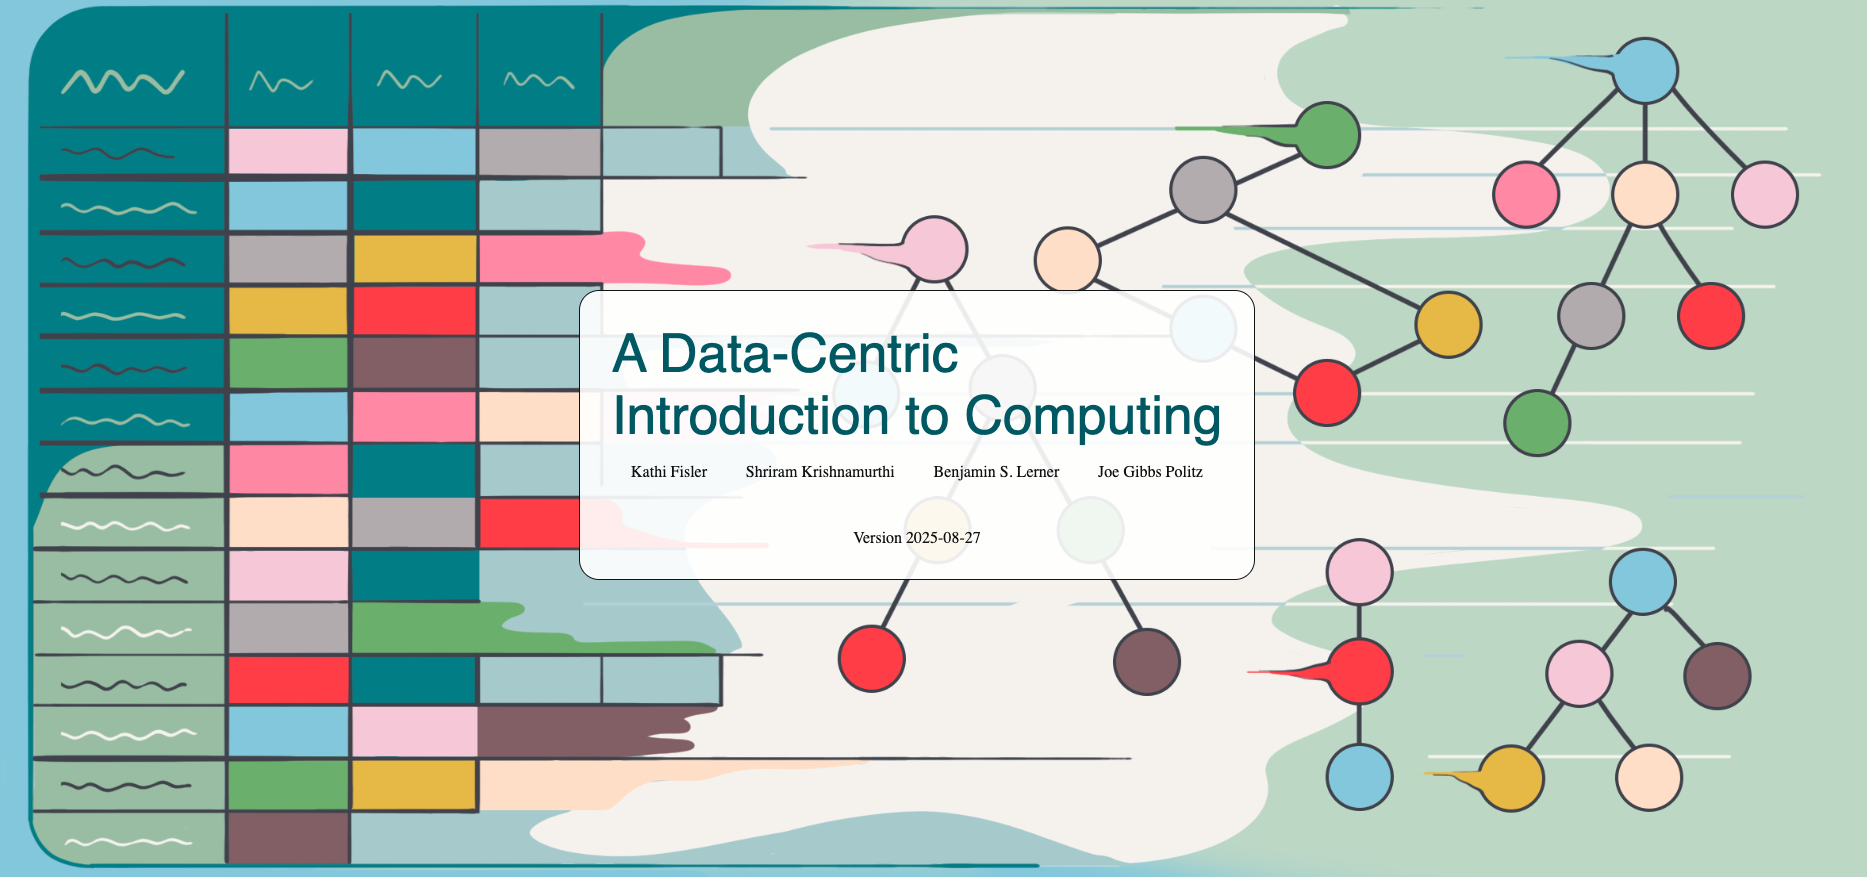 A Data-Centric
Introduction to Computing
Kathi Fisler Shriram Krishnamurthi Benjamin S. Lerner Joe Gibbs Politz
Version 2025-08-27